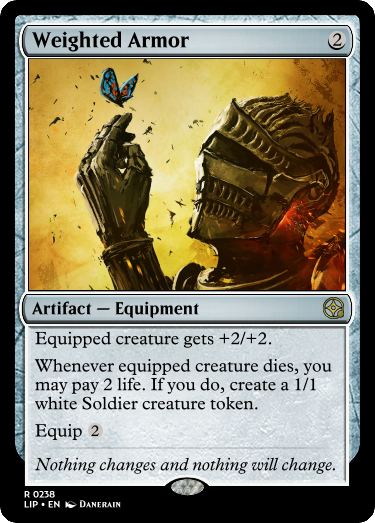 Weighted Armor 2
Artifact — Equipment
Equipped creature gets +2/+2.
Whenever equipped creature dies, you
may pay 2 life. If you do, create a 1/1
white Soldier creature token.
Equip 2
Nothing changes and nothing will change.
R 0238
LIP • EN Danerain